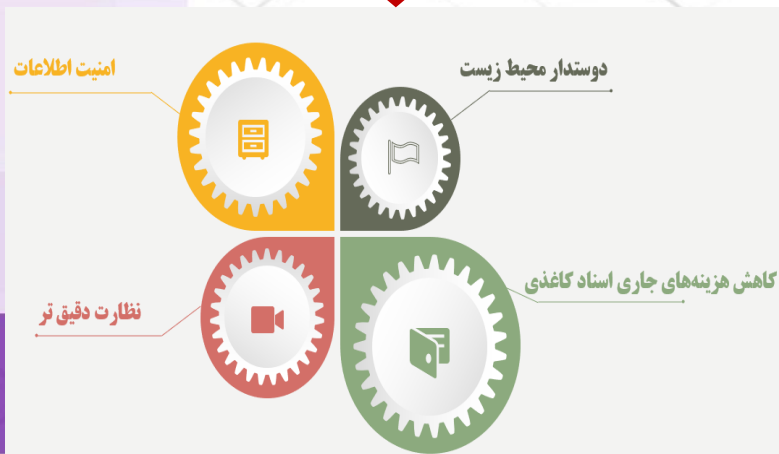 دوستدار محیط زیست
امنیت اطلاعات
کاهش هزینه‌های جاری اسناد کاغذی
نظارت دقیق تر